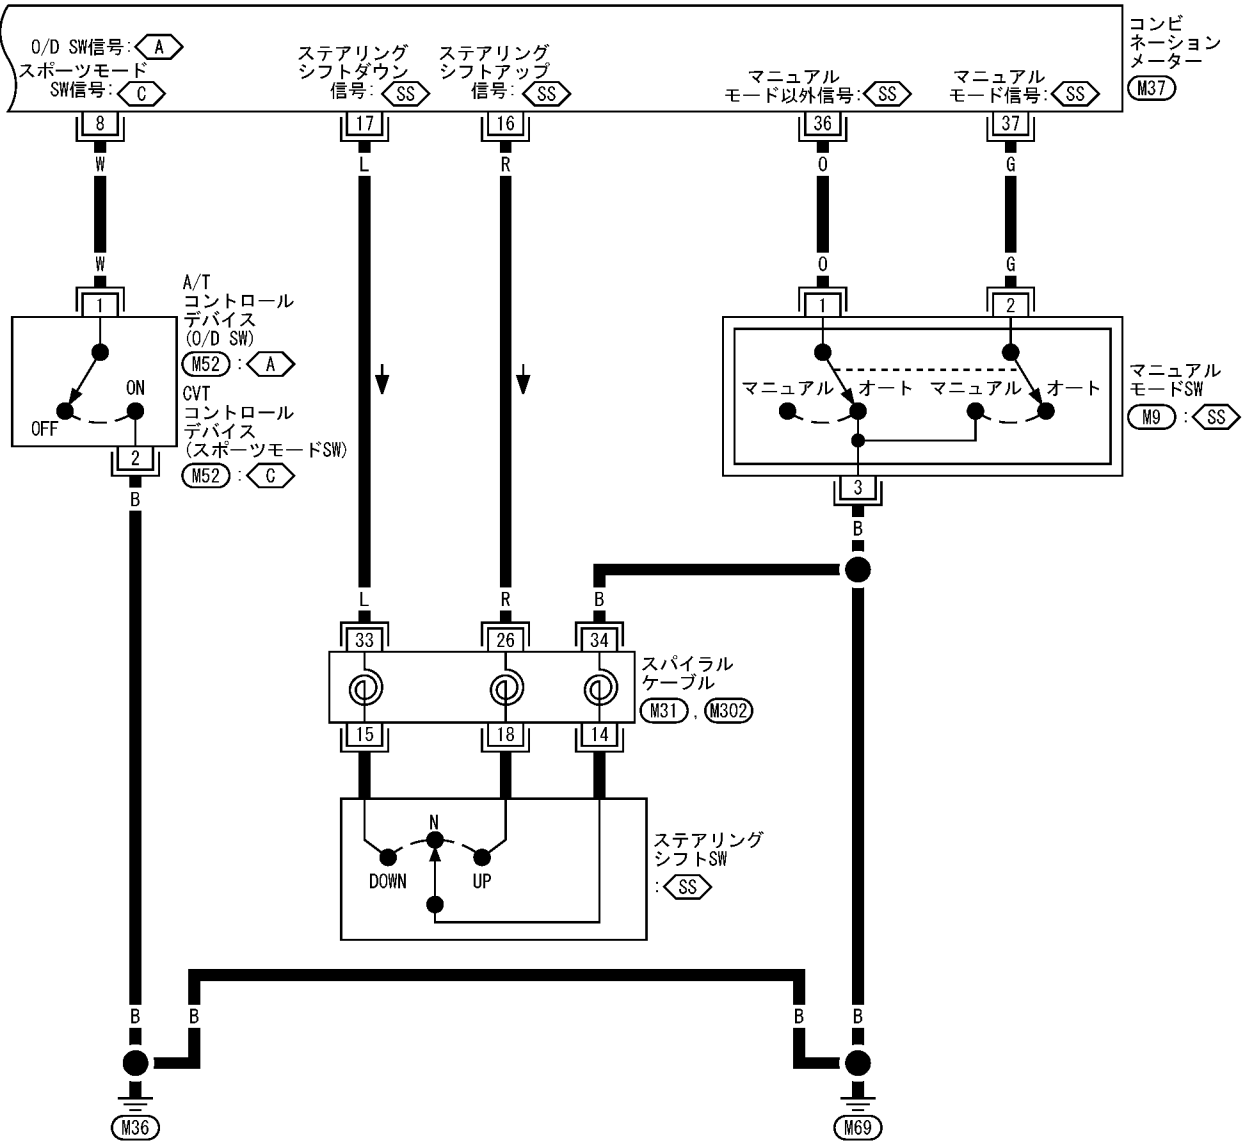 O/D SW信号: A
スポーツモード
SW信号: C
ステアリング
シフトダウン
信号: SS
ステアリング
シフトアップ
信号: SS
マニュアル
モード以外信号: SS
マニュアル
モード信号: SS
コンビ
ネーション
メーター
M37
8
17
16
36
37
W
L
R
O
G
W
O
G
1
1
2
A/T
コントロール
デバイス
(O/D SW)
M52 : A
CVT
コントロール
デバイス
(スポーツモードSW)
M52 : C
ON
OFF
2
B
マニュアル
オート
マニュアル
オート
マニュアル
モードSW
M9 : SS
3
B
L
R
B
33
26
34
スパイラル
ケーブル
M31 , M302
15
18
14
N
DOWN
UP
ステアリング
シフトSW
: SS
B
B
B
B
M36
M69